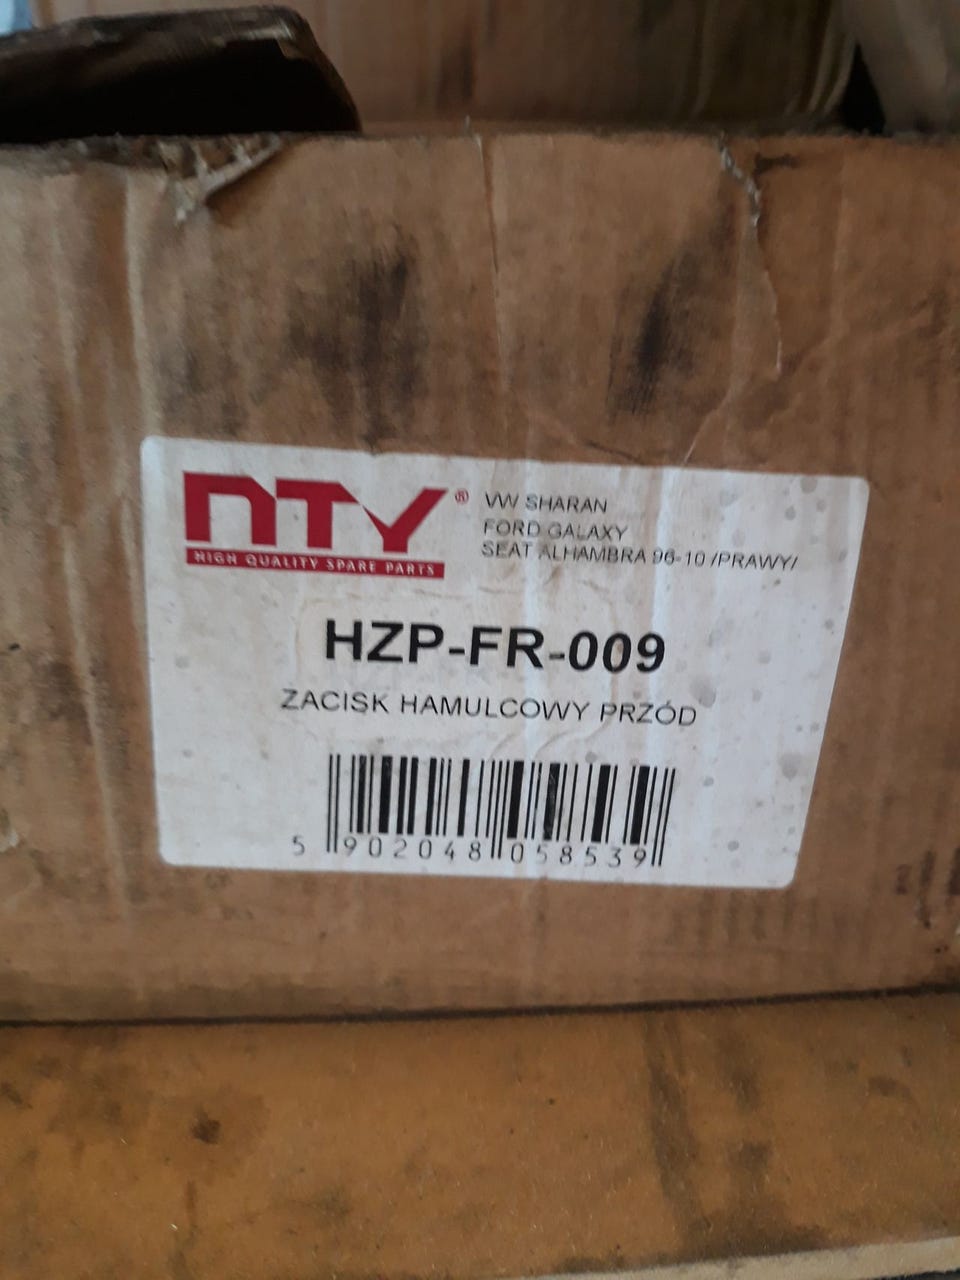 NTY®
HIGH QUALITY SPARE PARTS
VW SHARAN
FORD GALAXY
SEAT ALHAMBRA 96-10 /PRAWY/
HZP-FR-009
ZACISK HAMULCOWY PRZÓD
5 902048 058539